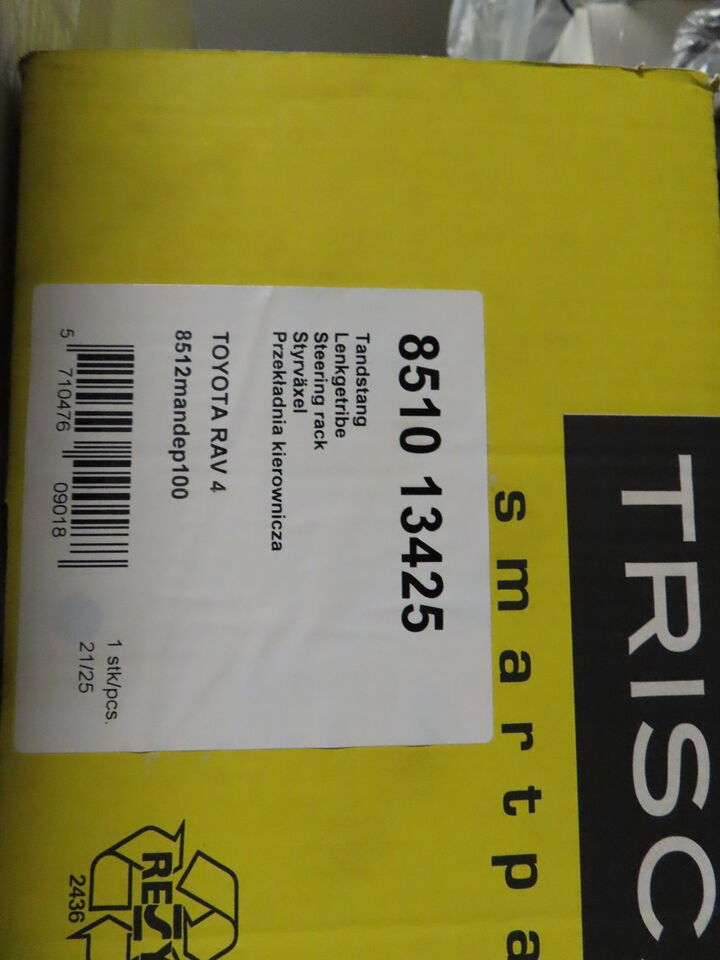 TRISC
smartpa
8510 13425
Tandstang
Lenkgetribe
Steering rack
Styrväxel
Przekładnia kierownicza
TOYOTA RAV 4
8512mandep100
5 710476 09018
1 stk/pcs.
21/25
RESY
2436